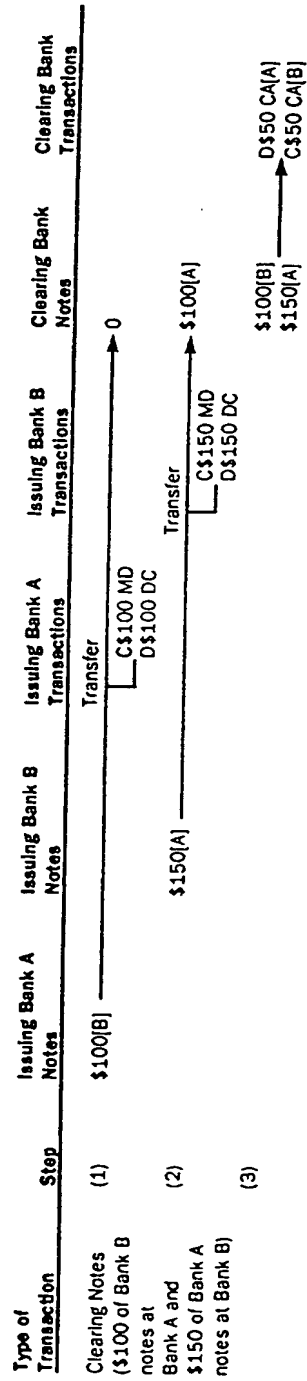 Type of Transaction
Step
Issuing Bank A Notes
Issuing Bank B Notes
Issuing Bank A Transactions
Issuing Bank B Transactions
Clearing Bank Notes
Clearing Bank Transactions
Clearing Notes
($100 of Bank B
notes at
Bank A and
$150 of Bank A
notes at Bank B)
(1)
$100[B]
Transfer
C$100 MD
D$100 DC
0
(2)
$150[A]
Transfer
C$150 MD
D$150 DC
$100[A]
(3)
$100[B]
$150[A]
D$50 CA[A]
C$50 CA[B]